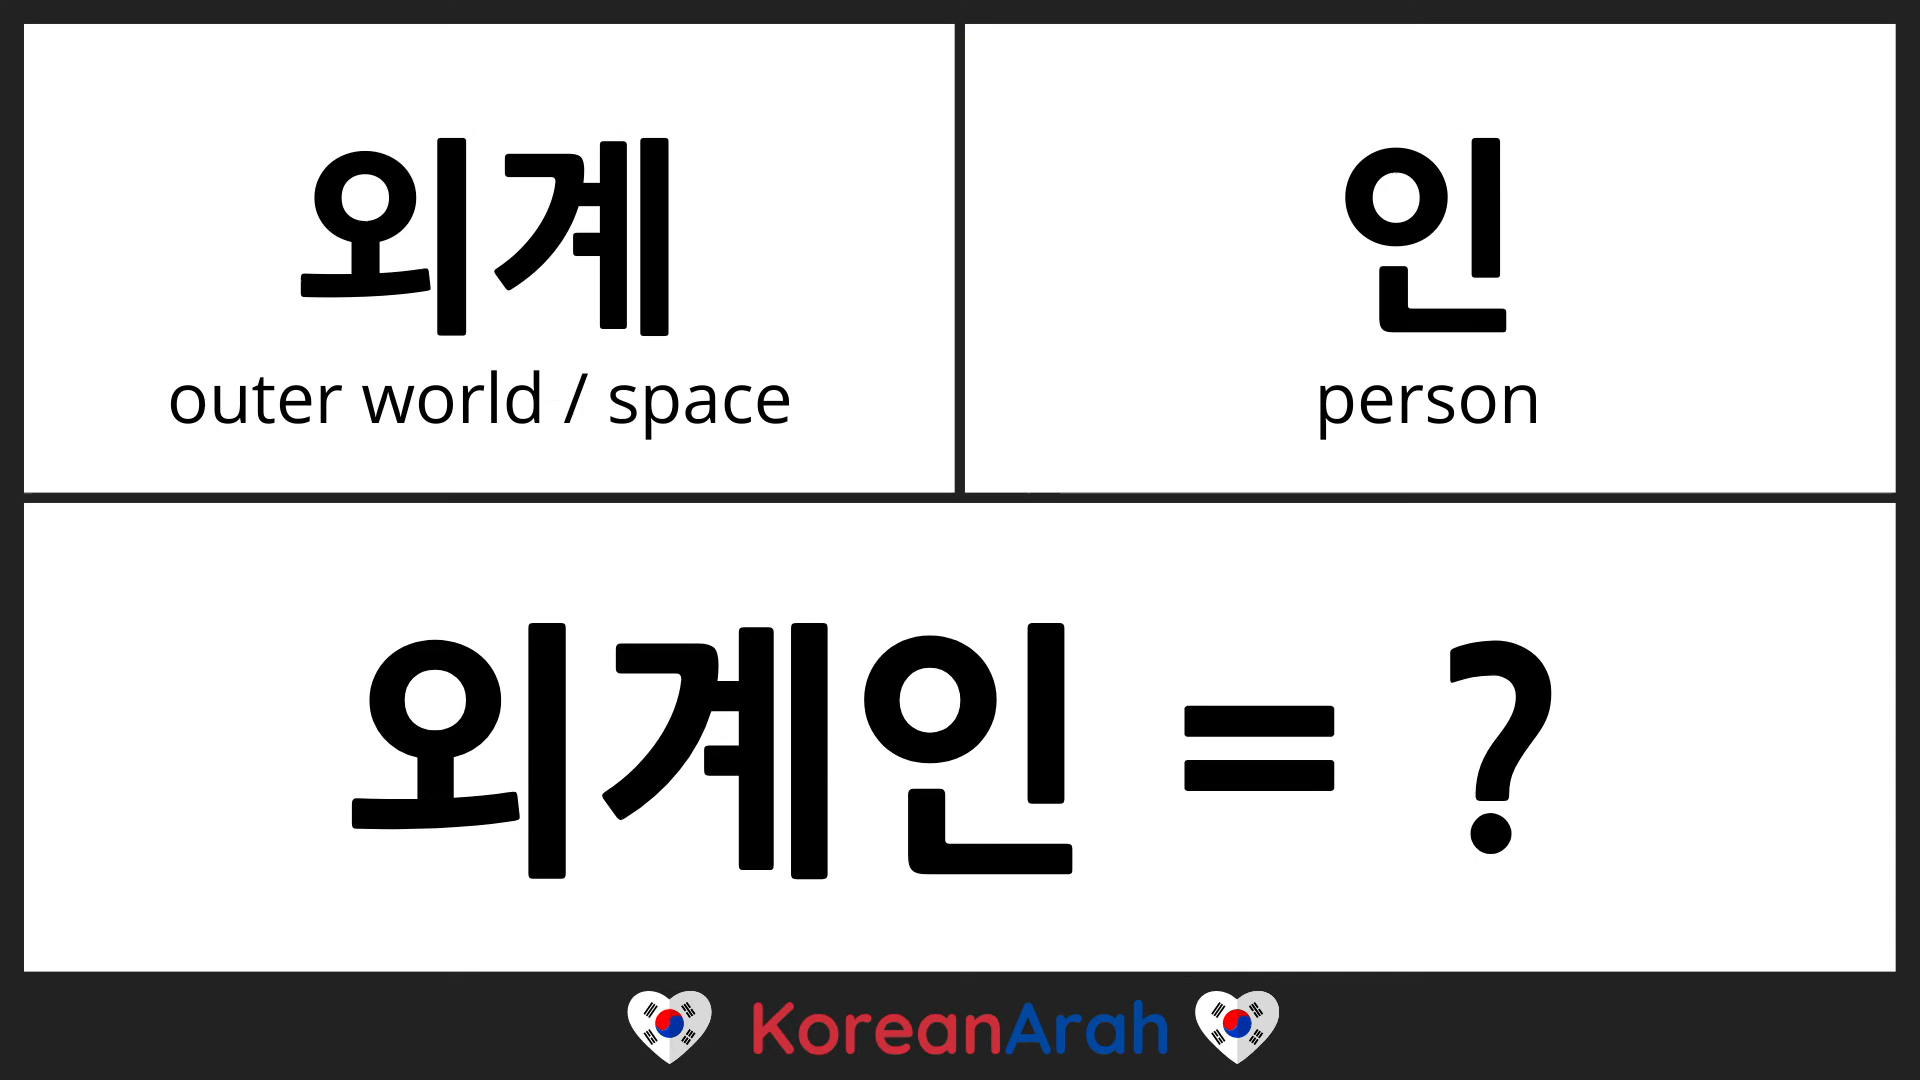 외계
outer world / space
인
person
외계인 = ?
KoreanArah